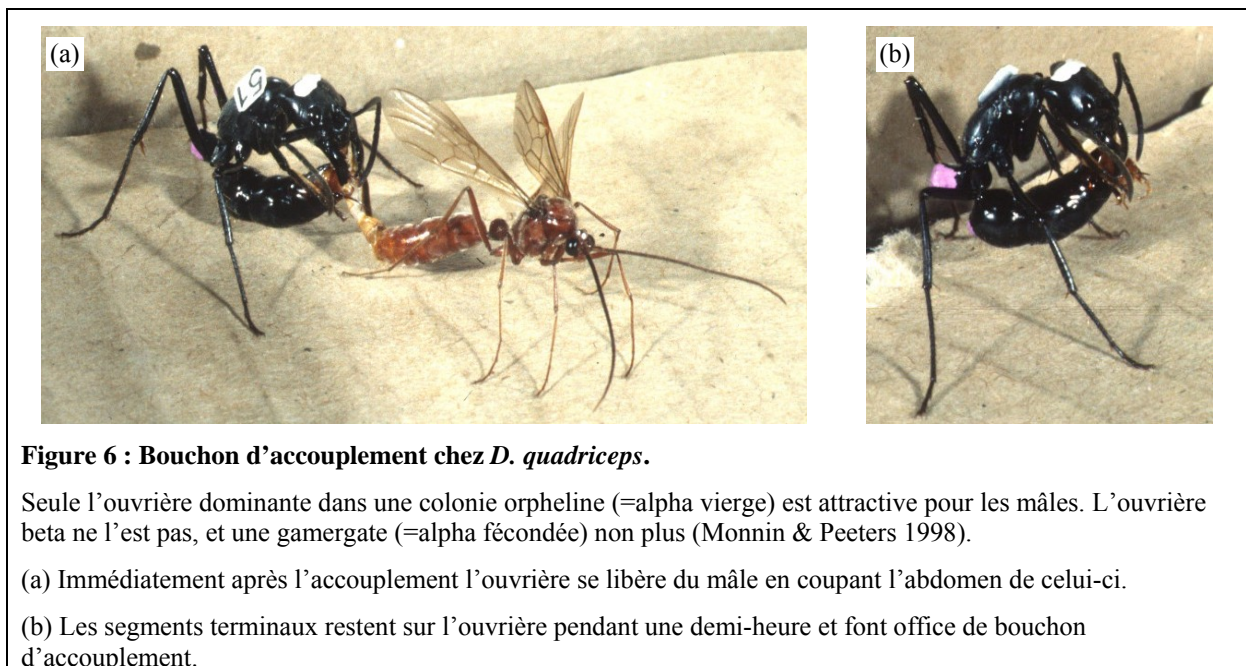 (a)
(b)
51
Figure 6 : Bouchon d'accouplement chez D. quadriceps.
Seule l'ouvrière dominante dans une colonie orpheline (=alpha vierge) est attractive pour les mâles. L'ouvrière
beta ne l'est pas, et une gamergate (=alpha fécondée) non plus (Monnin & Peeters 1998).
(a) Immédiatement après l'accouplement l'ouvrière se libère du mâle en coupant l'abdomen de celui-ci.
(b) Les segments terminaux restent sur l'ouvrière pendant une demi-heure et font office de bouchon
d'accouplement.